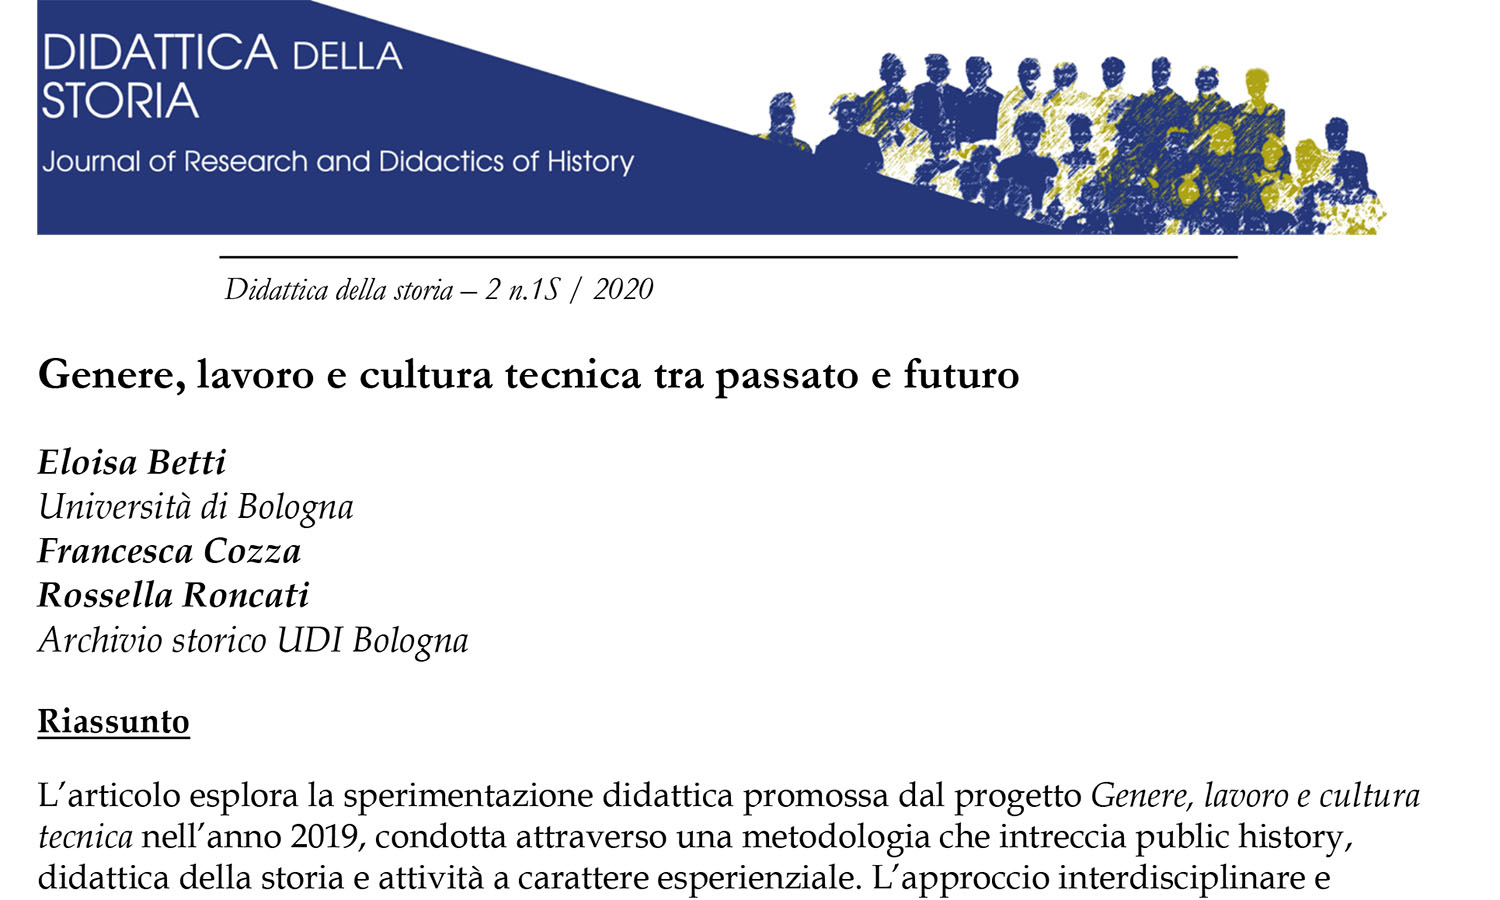 DIDATTICA DELLA
STORIA
Journal of Research and Didactics of History
Didattica della storia – 2 n.1S / 2020
Genere, lavoro e cultura tecnica tra passato e futuro
Eloisa Betti
Università di Bologna
Francesca Cozza
Rossella Roncati
Archivio storico UDI Bologna
Riassunto
L’articolo esplora la sperimentazione didattica promossa dal progetto Genere, lavoro e cultura
tecnica nell’anno 2019, condotta attraverso una metodologia che intreccia public history,
didattica della storia e attività a carattere esperienziale. L’approccio interdisciplinare e